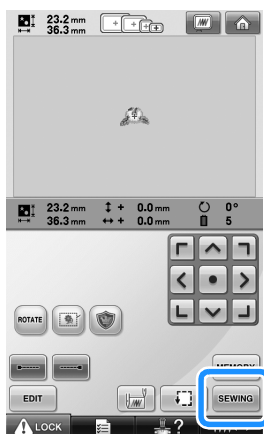 23.2 mm
36.3 mm
23.2 mm + 0.0 mm 0°
36.3 mm + 0.0 mm 5
ROTATE
MEMORY
EDIT
SEWING
LOCK ?